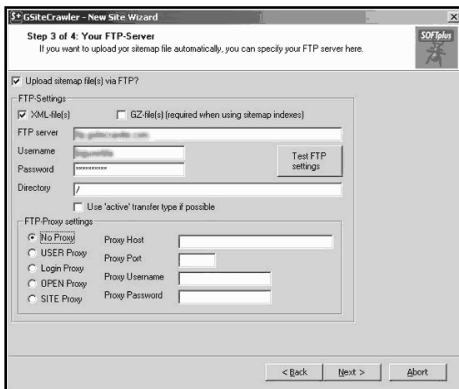 GSiteCrawler - New Site Wizard
Step 3 of 4: Your FTP-Server
If you want to upload yor sitemap file automatically, you can specify your FTP server here.
SOFTplus
Upload sitemap file(s) via FTP?
FTP-Settings
XML-file(s)
GZ-file(s) (required when using sitemap indexes)
FTP server
Username
Password
**********
Test FTP
settings
Directory
/
Use 'active' transfer type if possible
FTP-Proxy settings
No Proxy
USER Proxy
Login Proxy
OPEN Proxy
SITE Proxy
Proxy Host
Proxy Port
Proxy Username
Proxy Password
< Back
Next >
Abort